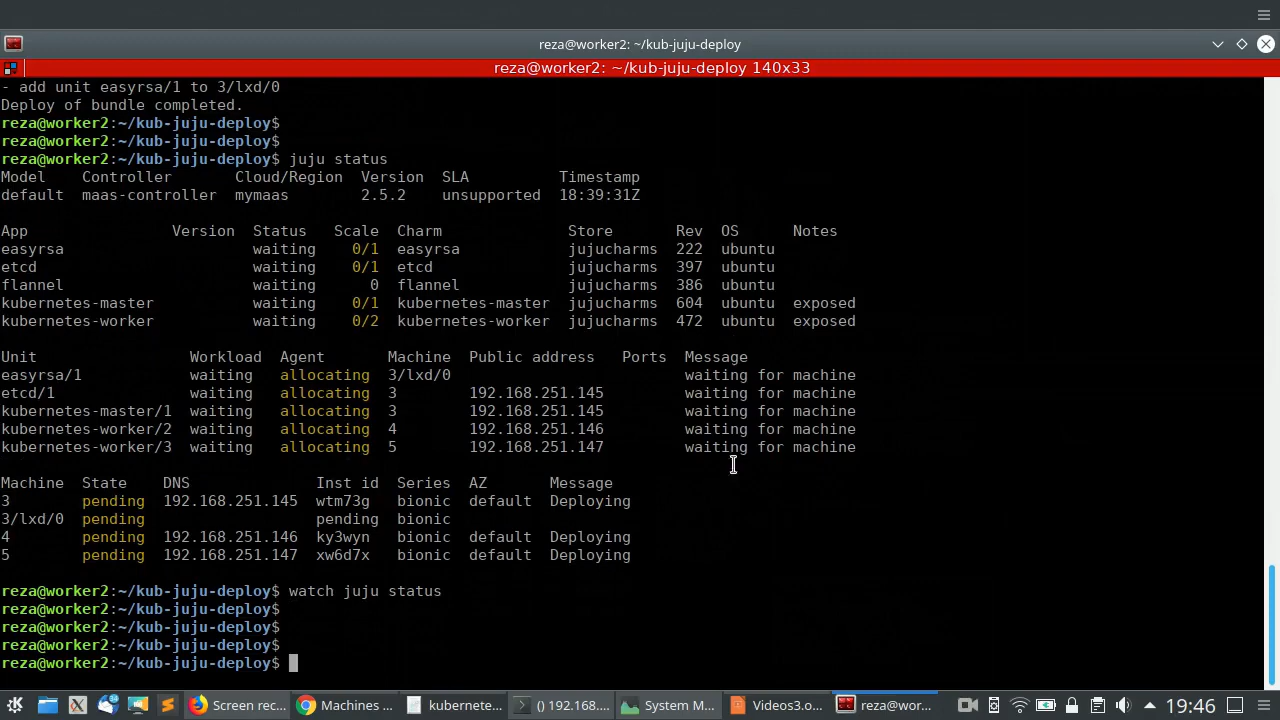 reza@worker2: ~/kub-juju-deploy
reza@worker2: ~/kub-juju-deploy 140x33
- add unit easyrsa/1 to 3/lxd/0
Deploy of bundle completed.
reza@worker2:~/kub-juju-deploy$
reza@worker2:~/kub-juju-deploy$
reza@worker2:~/kub-juju-deploy$ juju status
Model Controller Cloud/Region Version SLA Timestamp
default maas-controller mymaas 2.5.2 unsupported 18:39:31Z
App Version Status Scale Charm Store Rev OS Notes
easyrsa waiting 0/1 easyrsa jujucharms 222 ubuntu
etcd waiting 0/1 etcd jujucharms 397 ubuntu
flannel waiting 0 flannel jujucharms 386 ubuntu
kubernetes-master waiting 0/1 kubernetes-master jujucharms 604 ubuntu exposed
kubernetes-worker waiting 0/2 kubernetes-worker jujucharms 472 ubuntu exposed
Unit Workload Agent Machine Public address Ports Message
easyrsa/1 waiting allocating 3/lxd/0 waiting for machine
etcd/1 waiting allocating 3 192.168.251.145 waiting for machine
kubernetes-master/1 waiting allocating 3 192.168.251.145 waiting for machine
kubernetes-worker/2 waiting allocating 4 192.168.251.146 waiting for machine
kubernetes-worker/3 waiting allocating 5 192.168.251.147 waiting for machine
Machine State DNS Inst id Series AZ Message
3 pending 192.168.251.145 wtm73g bionic default Deploying
3/lxd/0 pending pending bionic
4 pending 192.168.251.146 ky3wyn bionic default Deploying
5 pending 192.168.251.147 xw6d7x bionic default Deploying
reza@worker2:~/kub-juju-deploy$ watch juju status
reza@worker2:~/kub-juju-deploy$
reza@worker2:~/kub-juju-deploy$
reza@worker2:~/kub-juju-deploy$
reza@worker2:~/kub-juju-deploy$
Screen rec... Machines ... kubernete... () 192.168.... System M... Videos3.o... reza@wor... 19:46